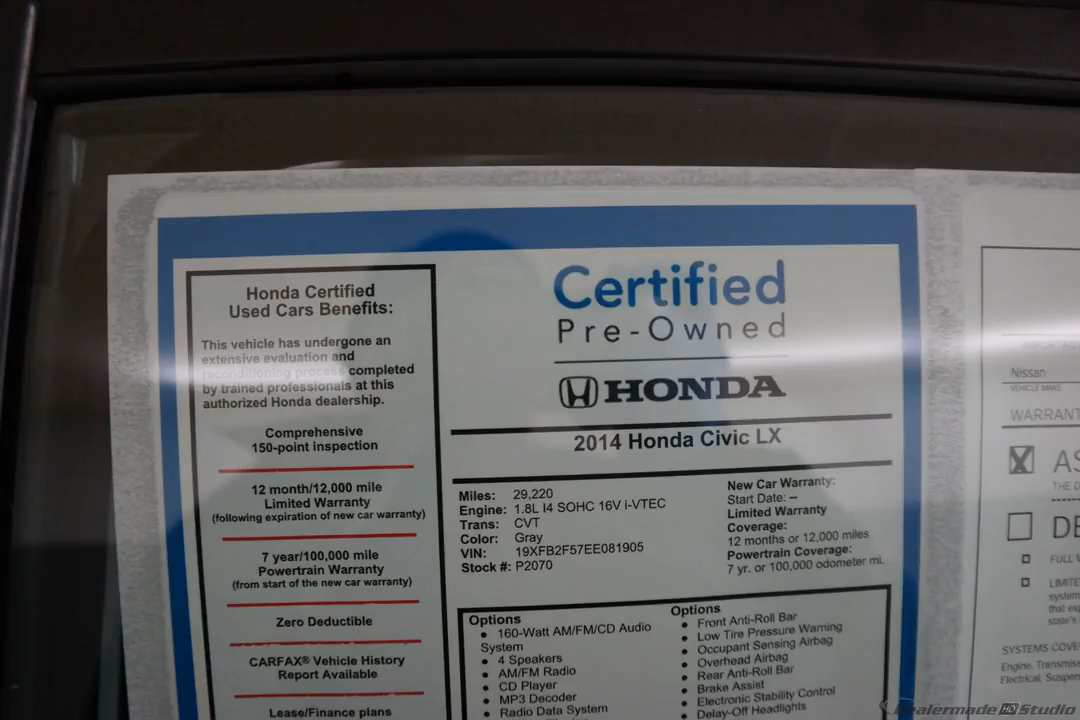 Honda Certified
Used Cars Benefits:
This vehicle has undergone an
extensive evaluation and
reconditioning process completed
by trained professionals at this
authorized Honda dealership.
Comprehensive
150-point inspection
12 month/12,000 mile
Limited Warranty
(following expiration of new car warranty)
7 year/100,000 mile
Powertrain Warranty
(from start of the new car warranty)
Zero Deductible
CARFAX® Vehicle History
Report Available
Lease/Finance plans
Certified
Pre-Owned
HONDA
2014 Honda Civic LX
Miles: 29,220
Engine: 1.8L I4 SOHC 16V i-VTEC
Trans: CVT
Color: Gray
VIN: 19XFB2F57EE081905
Stock #: P2070
New Car Warranty:
Start Date: --
Limited Warranty
Coverage:
12 months or 12,000 miles
Powertrain Coverage:
7 yr. or 100,000 odometer mi.
Options
• 160-Watt AM/FM/CD Audio
System
• 4 Speakers
• AM/FM Radio
• CD Player
• MP3 Decoder
• Radio Data System
Options
• Front Anti-Roll Bar
• Low Tire Pressure Warning
• Occupant Sensing Airbag
• Overhead Airbag
• Rear Anti-Roll Bar
• Brake Assist
• Electronic Stability Control
• Delay-Off Headlights
Nissan
VEHICLE MAKE
WARRANT
X AS
THE D
DE
FULL W
LIMITE
system
that ex
state's
SYSTEMS COVE
Engine, Transmiss
Electrical, Suspen
Dealermade HD Studio